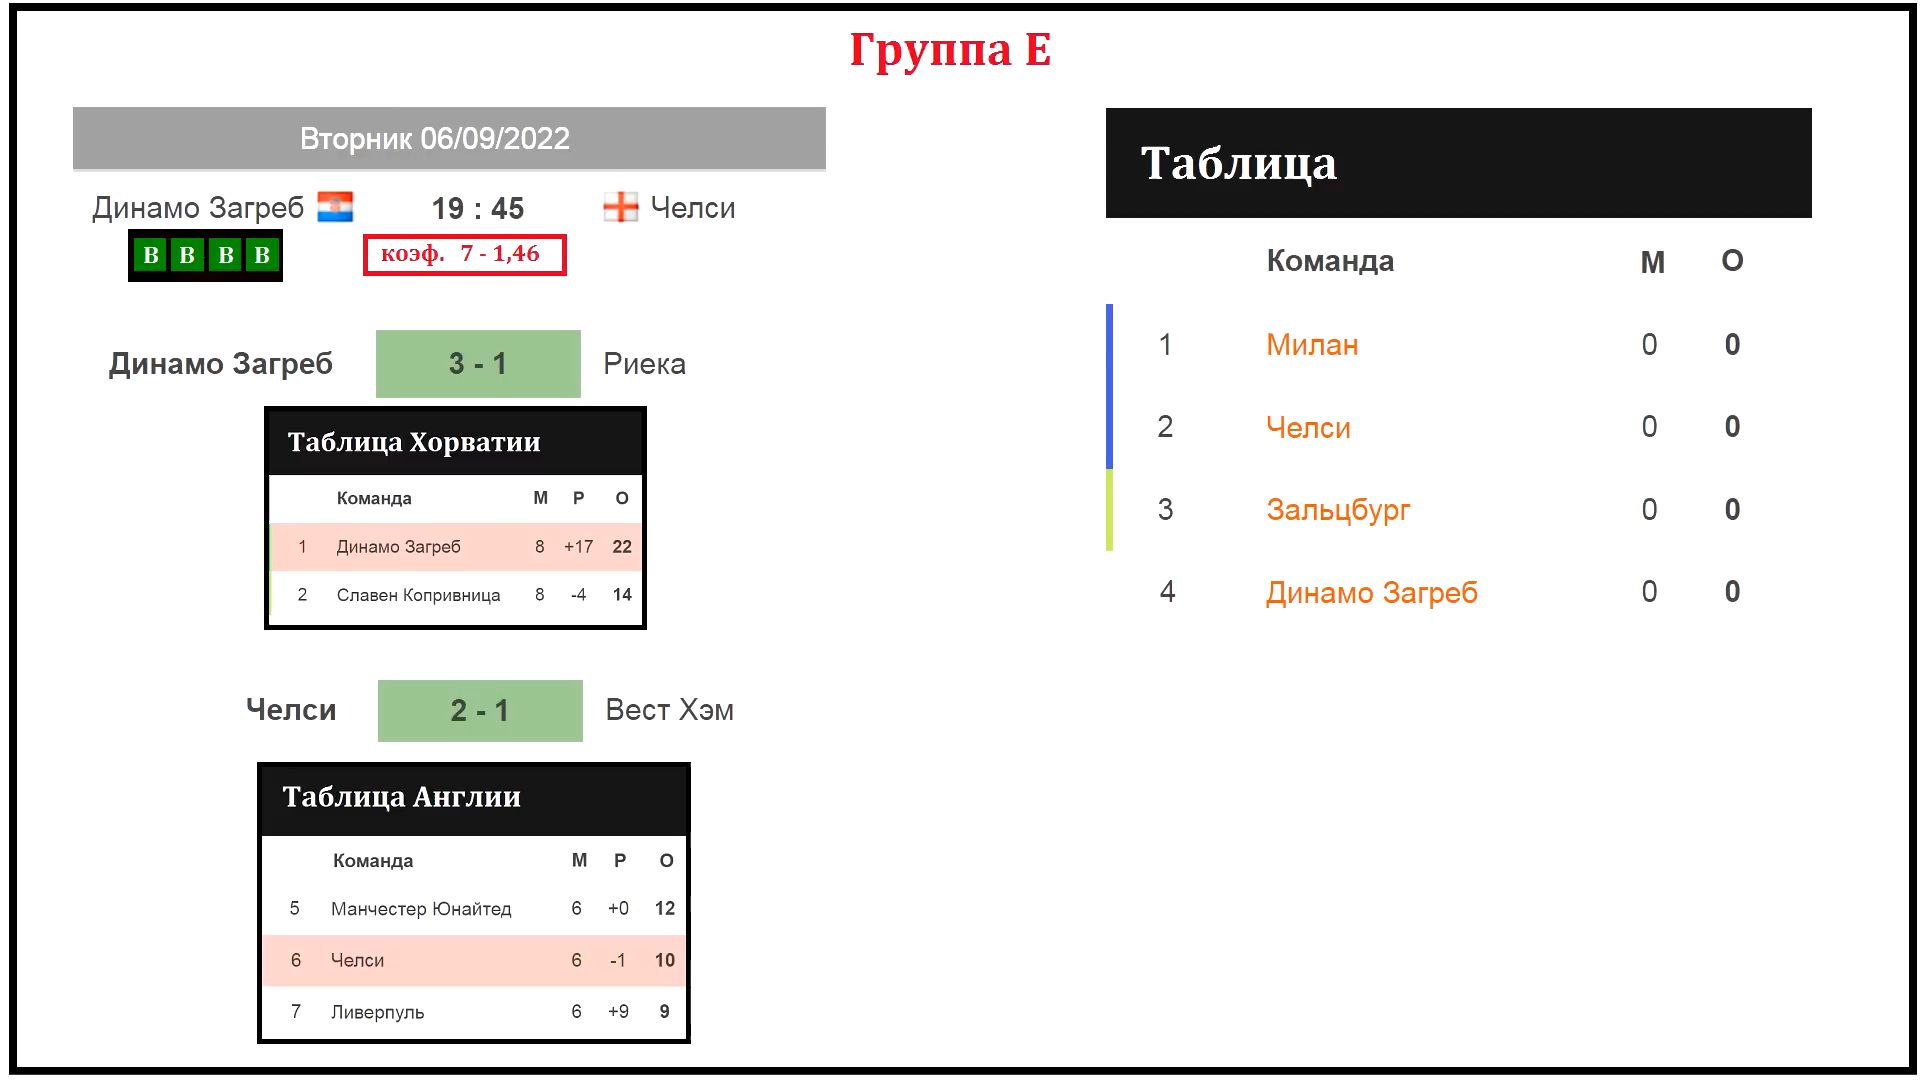 Группа Е
Вторник 06/09/2022
Динамо Загреб 19 : 45 Челси
В В В В
коэф. 7 - 1,46
Динамо Загреб 3 - 1 Риека
Таблица Хорватии
Команда М Р О
1 Динамо Загреб 8 +17 22
2 Славен Копривница 8 -4 14
Челси 2 - 1 Вест Хэм
Таблица Англии
Команда М Р О
5 Манчестер Юнайтед 6 +0 12
6 Челси 6 -1 10
7 Ливерпуль 6 +9 9
Таблица
Команда М О
1 Милан 0 0
2 Челси 0 0
3 Зальцбург 0 0
4 Динамо Загреб 0 0